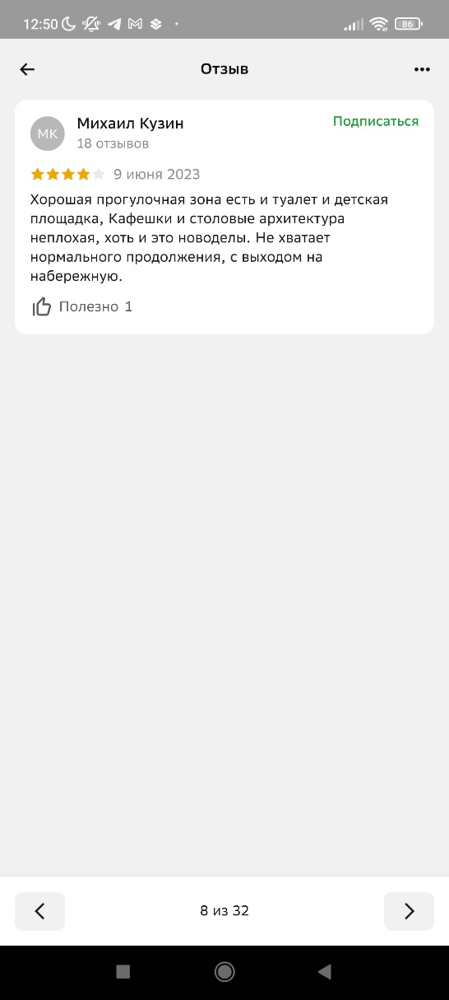 12:50
86
Отзыв
МК
Михаил Кузин
Подписаться
18 отзывов
9 июня 2023
Хорошая прогулочная зона есть и туалет и детская
площадка, Кафешки и столовые архитектура
неплохая, хоть и это новоделы. Не хватает
нормального продолжения, с выходом на
набережную.
Полезно 1
8 из 32